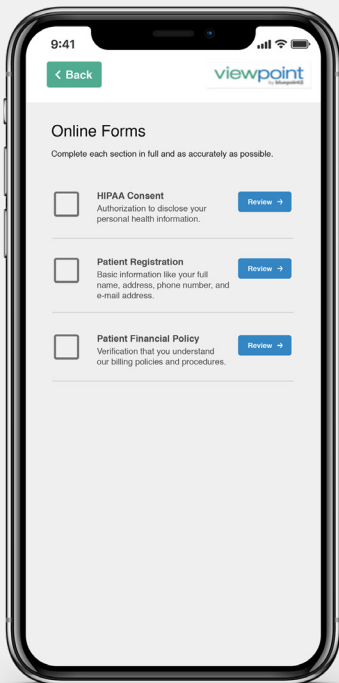 9:41
< Back
viewpoint
by bluepoint2
Online Forms
Complete each section in full and as accurately as possible.
HIPAA Consent
Authorization to disclose your
personal health information.
Review →
Patient Registration
Basic information like your full
name, address, phone number, and
e-mail address.
Review →
Patient Financial Policy
Verification that you understand
our billing policies and procedures.
Review →